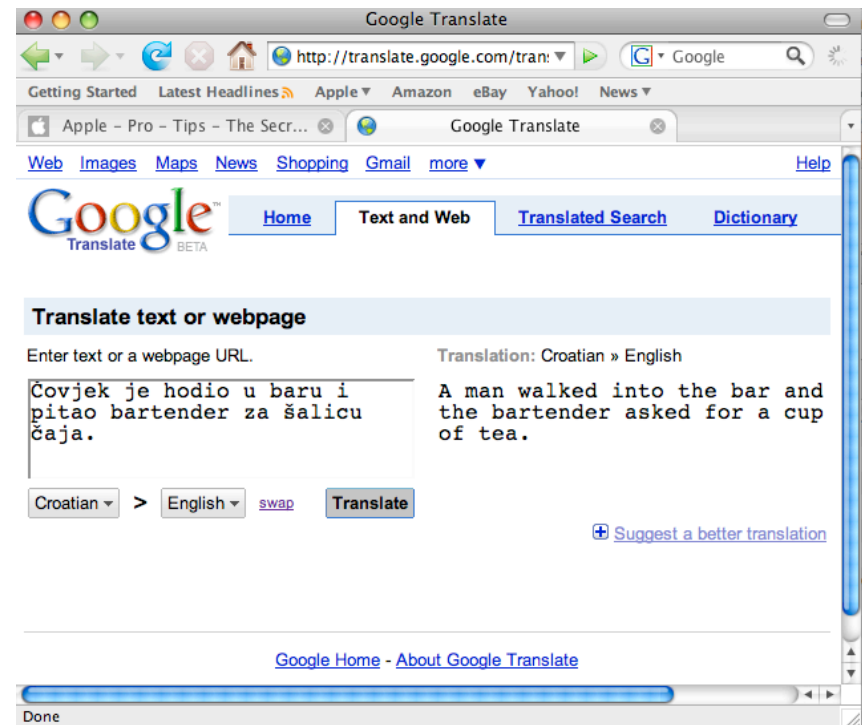 Google Translate
http://translate.google.com/tran: G Google
Getting Started Latest Headlines Apple Amazon eBay Yahoo! News
Apple – Pro – Tips – The Secr... Google Translate
Web Images Maps News Shopping Gmail more Help
Google™ Translate BETA Home Text and Web Translated Search Dictionary
Translate text or webpage
Enter text or a webpage URL.
Translation: Croatian » English
Čovjek je hodio u baru i
pitao bartender za šalicu
čaja.
A man walked into the bar and
the bartender asked for a cup
of tea.
Croatian > English swap Translate
Suggest a better translation
Google Home - About Google Translate
Done